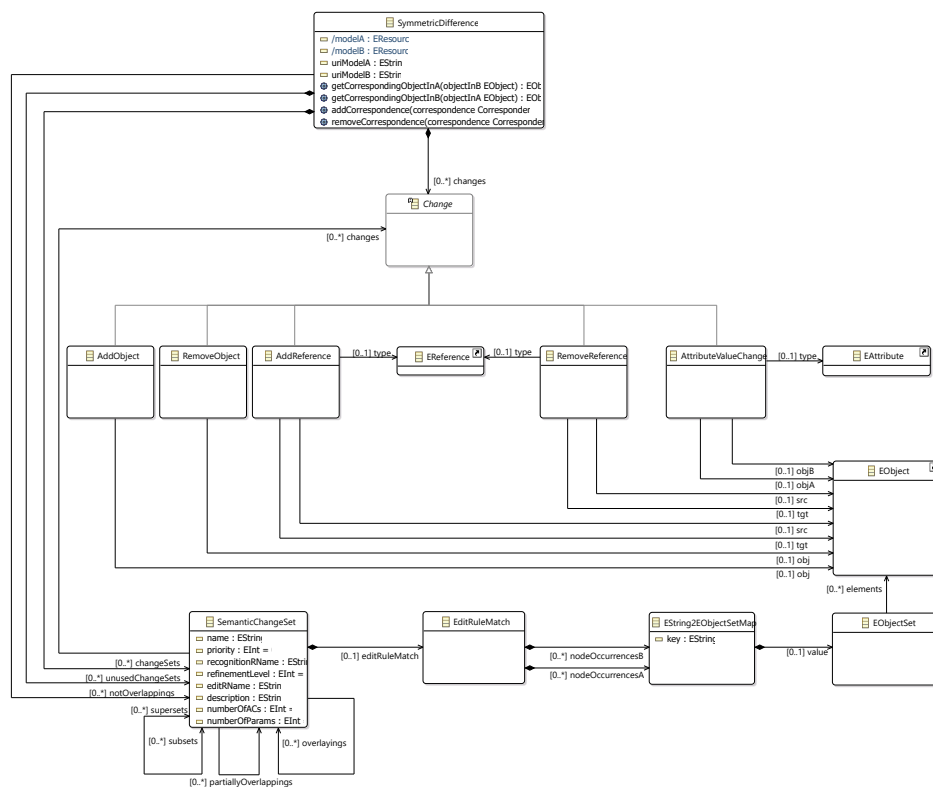 SymmetricDifference
/modelA : EResourc
/modelB : EResourc
uriModelA : EStrin
uriModelB : EStrin
getCorrespondingObjectInA(objectInB EObject) : EOb
getCorrespondingObjectInB(objectInA EObject) : EOb
addCorrespondence(correspondence Corresponden
removeCorrespondence(correspondence Corresponden
[0..*] changes
Change
[0..*] changes
AddObject
RemoveObject
AddReference
[0..1] type
EReference
[0..1] type
RemoveReference
AttributeValueChange
[0..1] type
EAttribute
EObject
[0..1] objB
[0..1] objA
[0..1] src
[0..1] tgt
[0..1] src
[0..1] tgt
[0..1] obj
[0..1] obj
[0..*] elements
SemanticChangeSet
name : EString
priority : EInt =
recognitionRName : EStrin
refinementLevel : EInt =
editRName : EStrin
description : EStrin
numberOfACs : EInt =
numberOfParams : EInt
[0..1] editRuleMatch
EditRuleMatch
[0..*] nodeOccurrencesB
[0..*] nodeOccurrencesA
EString2EObjectSetMap
key : EString
[0..1] value
EObjectSet
[0..*] changeSets
[0..*] unusedChangeSets
[0..*] notOverlappings
[0..*] supersets
[0..*] subsets
[0..*] overlayings
[0..*] partiallyOverlappings